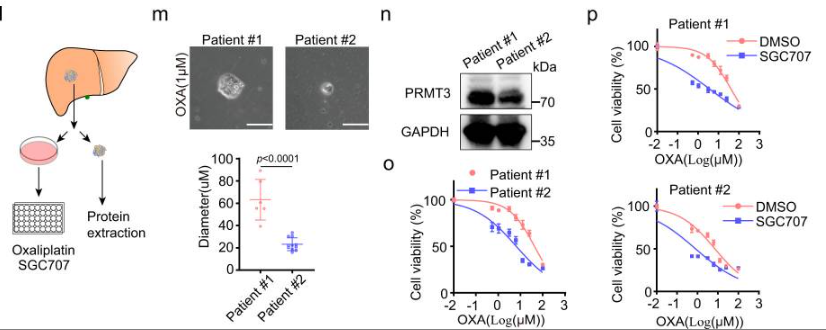 l
Oxaliplatin
SGC707
Protein
extraction
m
Patient #1
Patient #2
OXA(1μM)
p<0.0001
Diameter(uM)
100
80
60
40
20
0
Patient #1
Patient #2
n
Patient #1
Patient #2
kDa
PRMT3
70
GAPDH
35
o
Patient #1
Patient #2
Cell viability (%)
100
50
0
-2 -1 0 1 2 3
OXA(Log(μM))
p
Patient #1
DMSO
SGC707
Cell viability (%)
100
50
0
-2 -1 0 1 2 3
OXA(Log(μM))
Patient #2
DMSO
SGC707
Cell viability (%)
100
50
0
-2 -1 0 1 2 3
OXA(Log(μM))